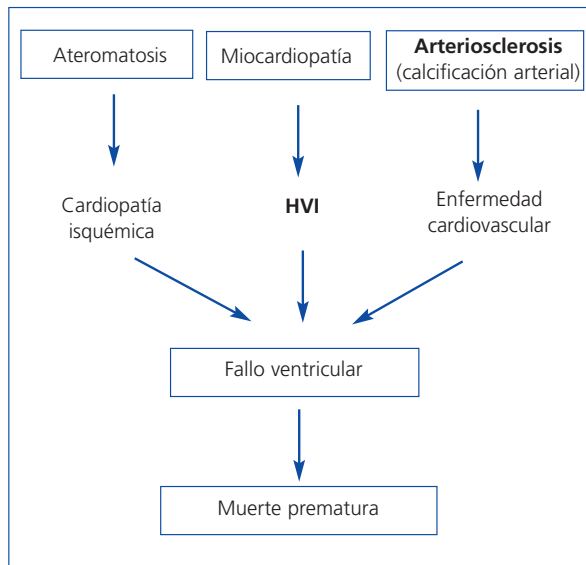 Ateromatosis
Miocardiopatía
Arteriosclerosis
(calcificación arterial)
Cardiopatía
isquémica
HVI
Enfermedad
cardiovascular
Fallo ventricular
Muerte prematura